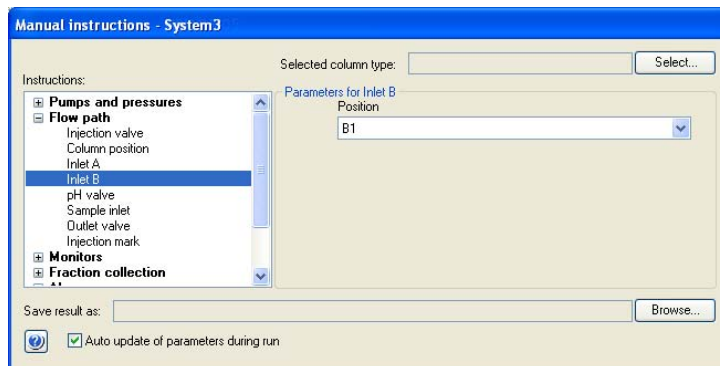 Manual instructions - System3
Selected column type:
Select...
Instructions:
Pumps and pressures
Flow path
Injection valve
Column position
Inlet A
Inlet B
pH valve
Sample inlet
Outlet valve
Injection mark
Monitors
Fraction collection
Parameters for Inlet B
Position
B1
Save result as:
Browse...
Auto update of parameters during run